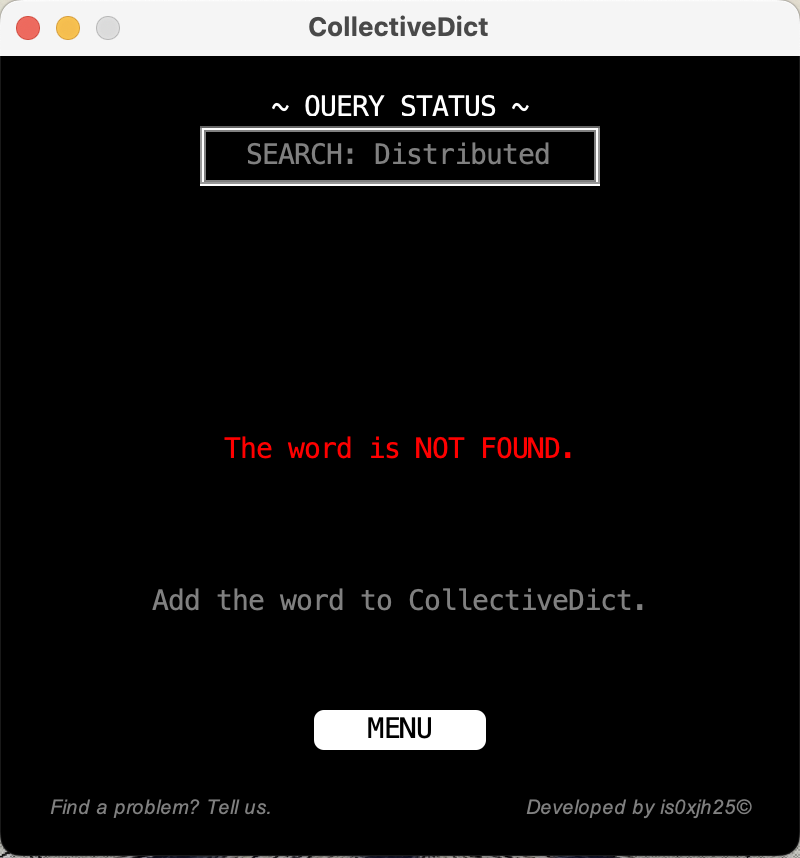 CollectiveDict
~ OUERY STATUS ~
SEARCH: Distributed
The word is NOT FOUND.
Add the word to CollectiveDict.
MENU
Find a problem? Tell us.
Developed by is0xjh25©